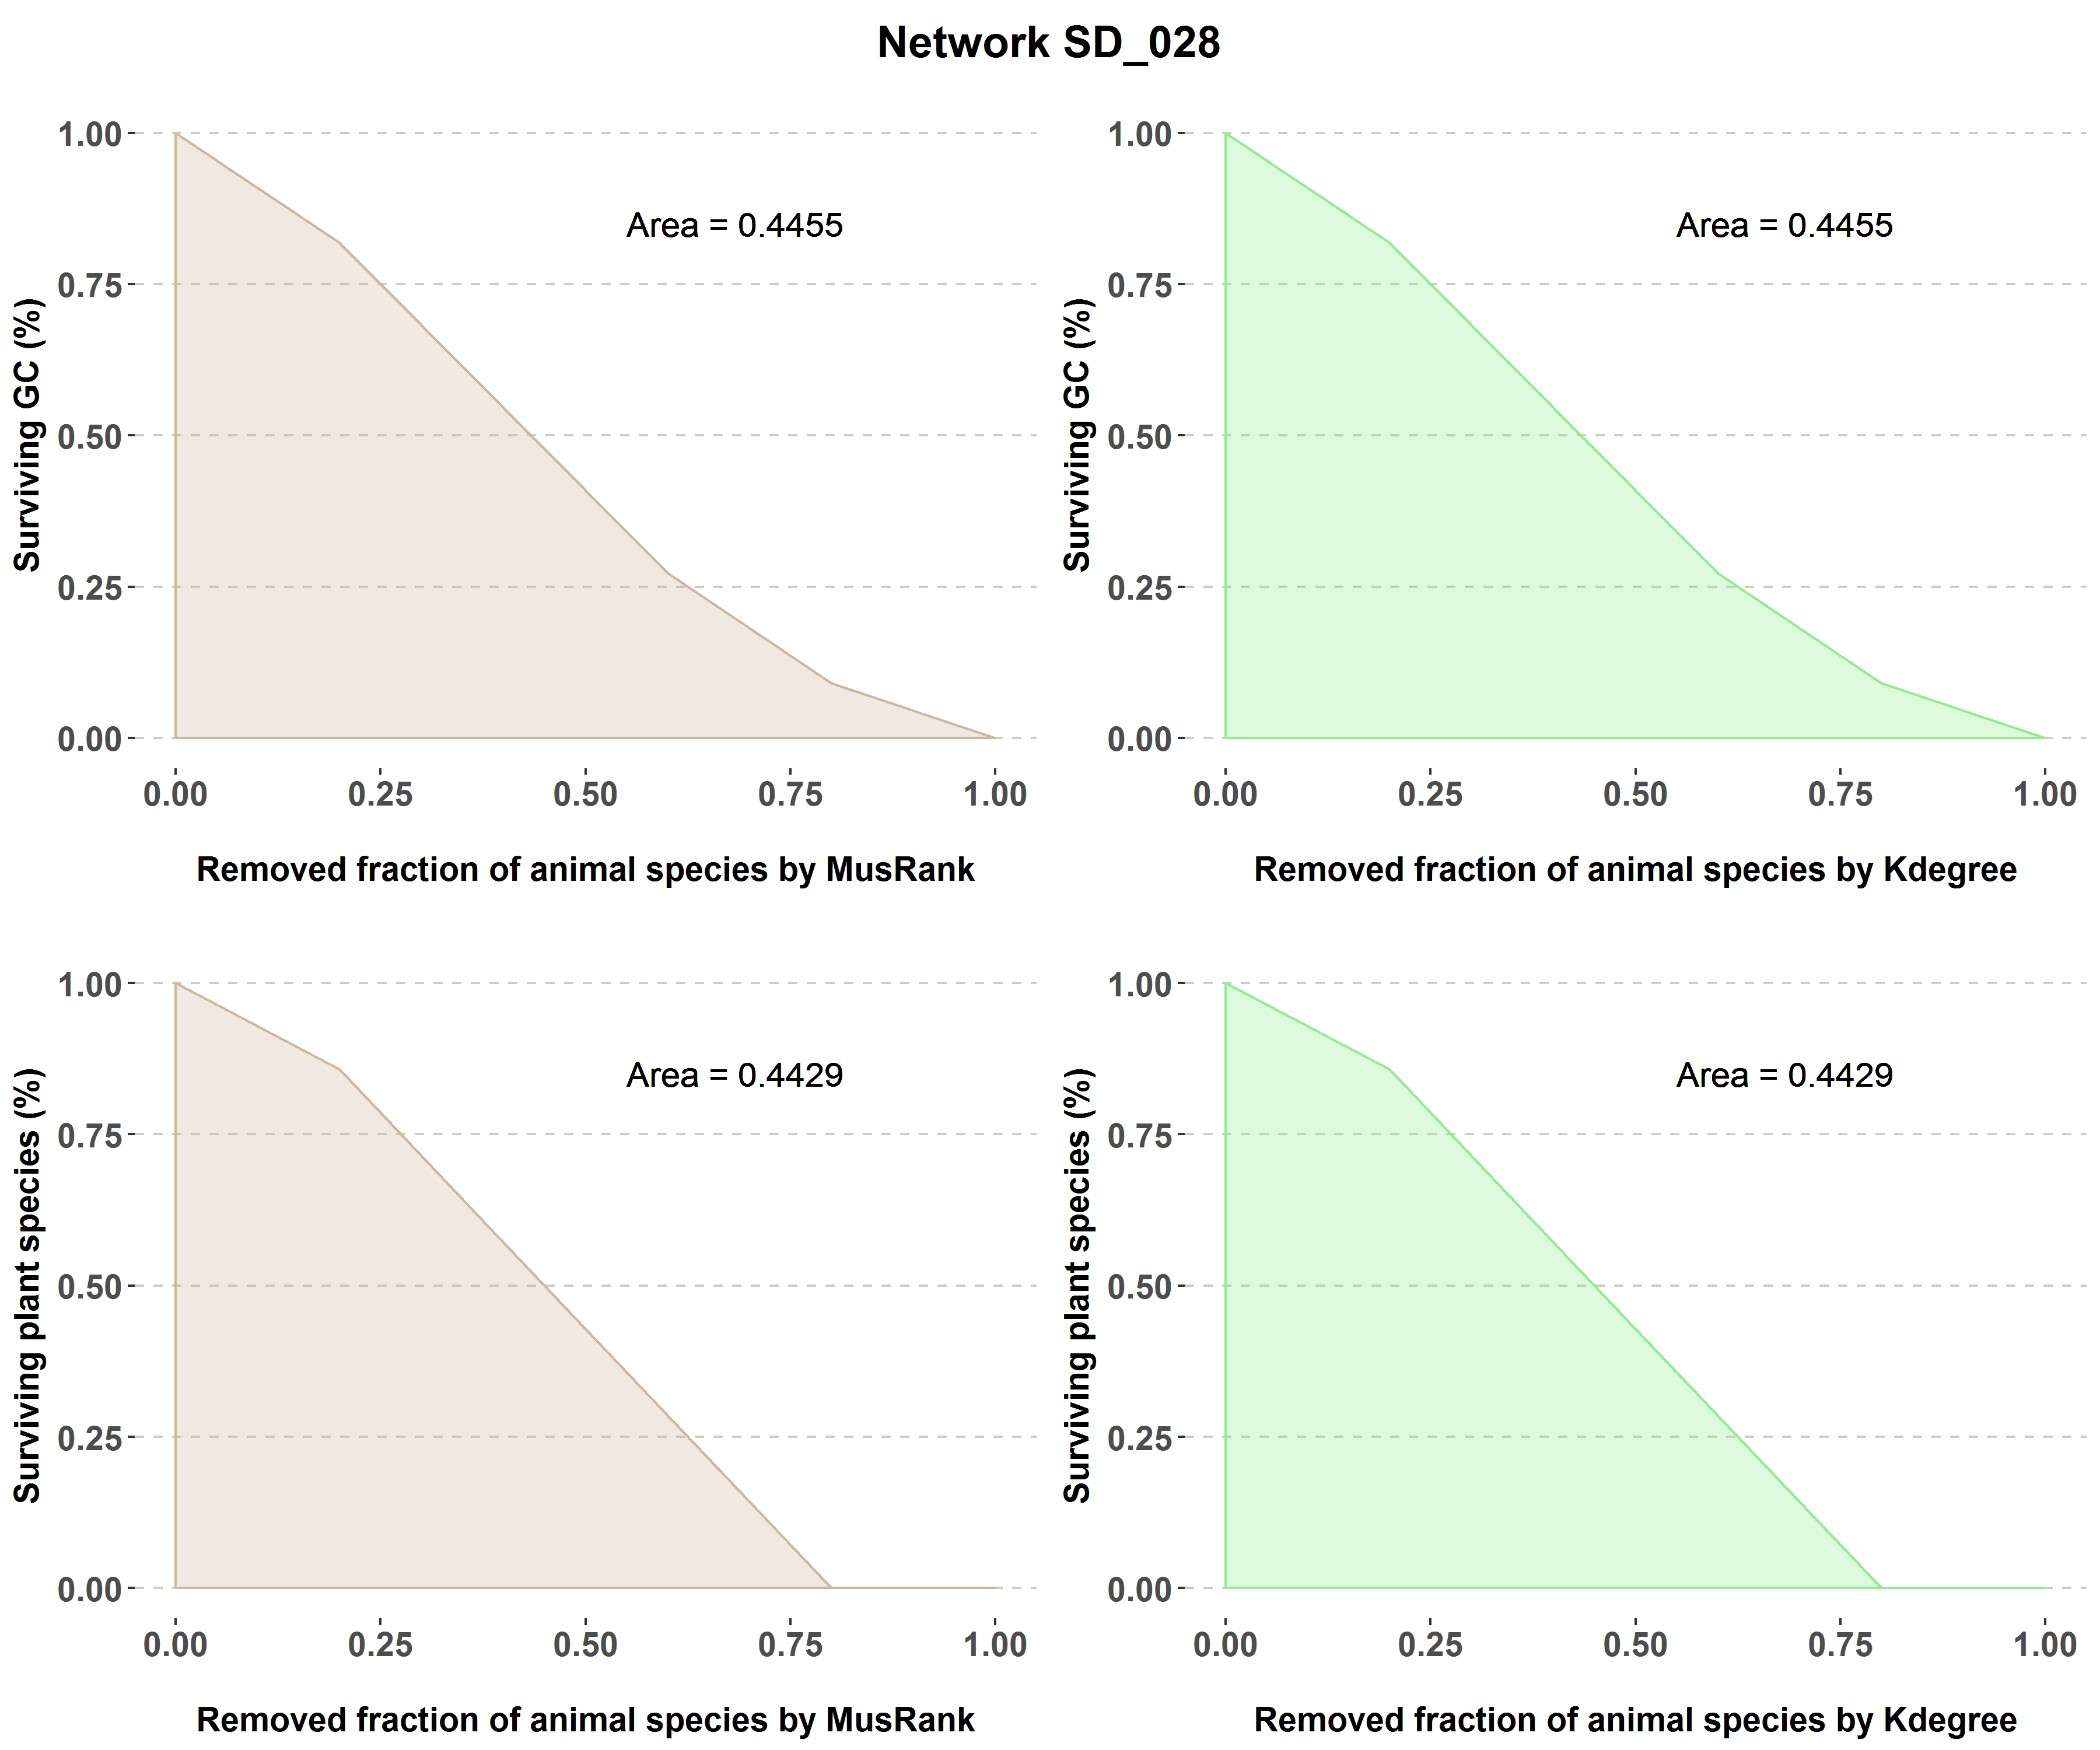 Network SD_028
Surviving GC (%)
1.00
0.75
0.50
0.25
0.00
Area = 0.4455
0.00 0.25 0.50 0.75 1.00
Removed fraction of animal species by MusRank
Surviving GC (%)
1.00
0.75
0.50
0.25
0.00
Area = 0.4455
0.00 0.25 0.50 0.75 1.00
Removed fraction of animal species by Kdegree
Surviving plant species (%)
1.00
0.75
0.50
0.25
0.00
Area = 0.4429
0.00 0.25 0.50 0.75 1.00
Removed fraction of animal species by MusRank
Surviving plant species (%)
1.00
0.75
0.50
0.25
0.00
Area = 0.4429
0.00 0.25 0.50 0.75 1.00
Removed fraction of animal species by Kdegree